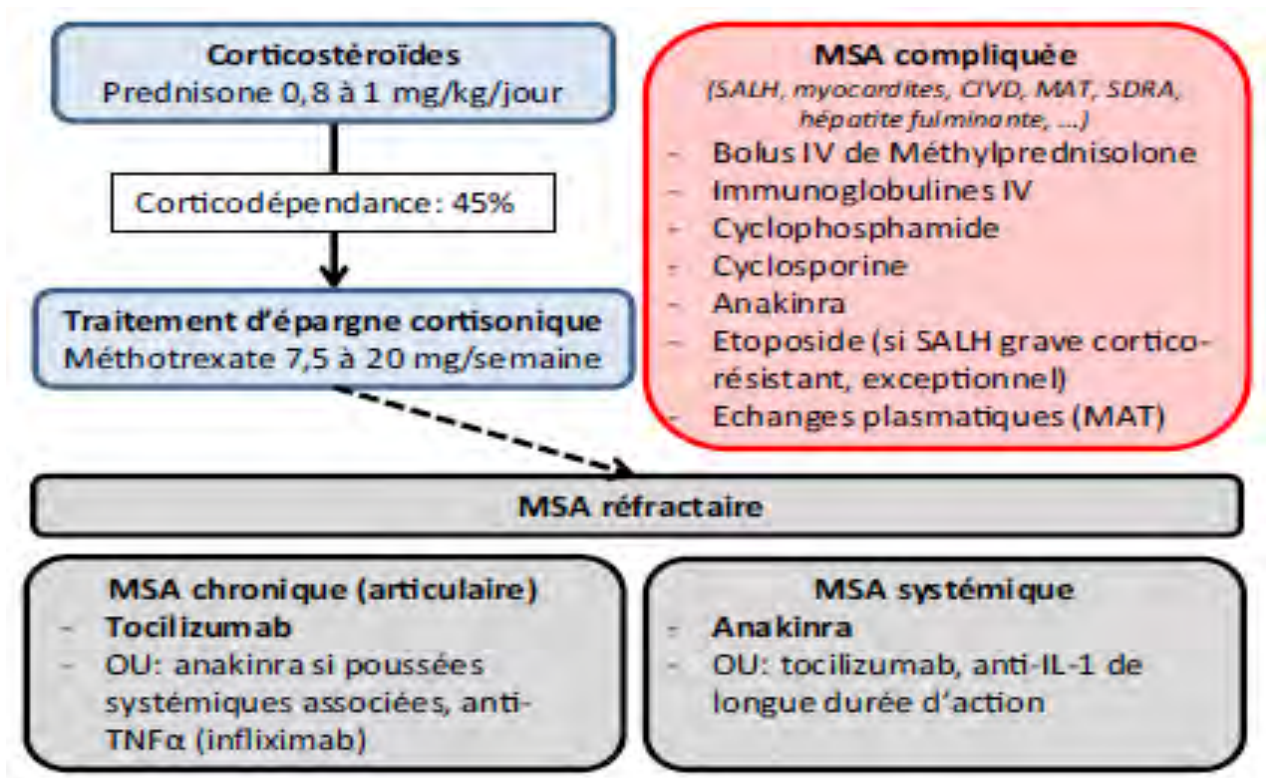 Corticostéroïdes
Prednisone 0,8 à 1 mg/kg/jour
Corticodépendance: 45%
Traitement d'épargne cortisonique
Méthotrexate 7,5 à 20 mg/semaine
MSA compliquée
(SALH, myocardites, CIVD, MAT, SDRA,
hépatite fulminante, ...)
- Bolus IV de Méthylprednisolone
- Immunoglobulines IV
- Cyclophosphamide
- Cyclosporine
- Anakinra
- Etoposide (si SALH grave cortico-
résistant, exceptionnel)
- Echanges plasmatiques (MAT)
MSA réfractaire
MSA chronique (articulaire)
- Tocilizumab
- OU: anakinra si poussées
systémiques associées, anti-
TNFα (infliximab)
MSA systémique
- Anakinra
- OU: tocilizumab, anti-IL-1 de
longue durée d'action